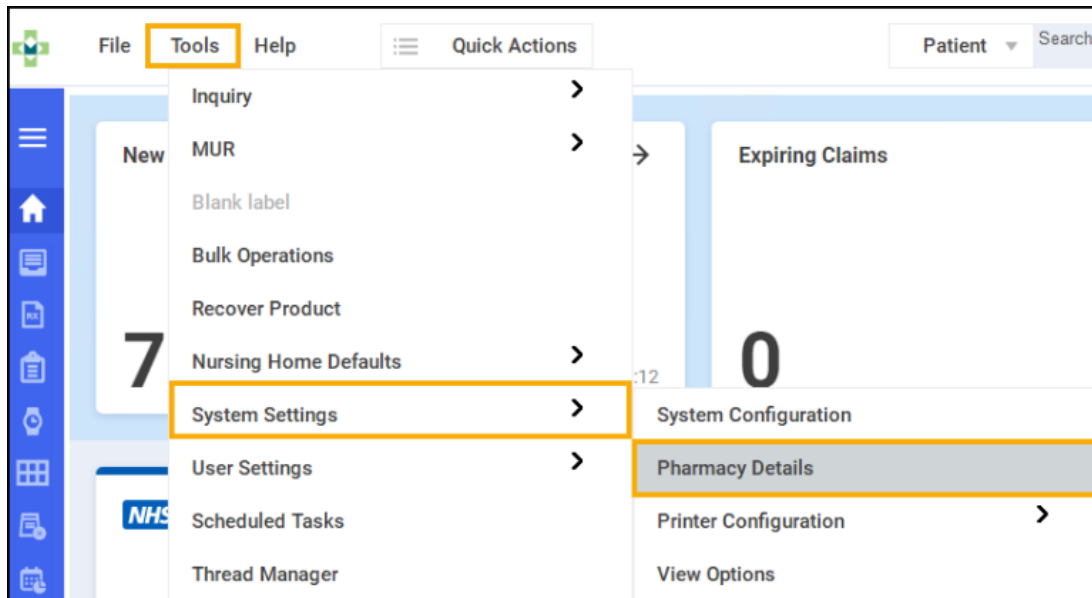 File Tools Help Quick Actions Patient Search
Inquiry
MUR
New
Expiring Claims
Blank label
Bulk Operations
Recover Product
Nursing Home Defaults
7
:12
0
System Settings
System Configuration
User Settings
Pharmacy Details
NHS
Scheduled Tasks
Printer Configuration
Thread Manager
View Options
RX